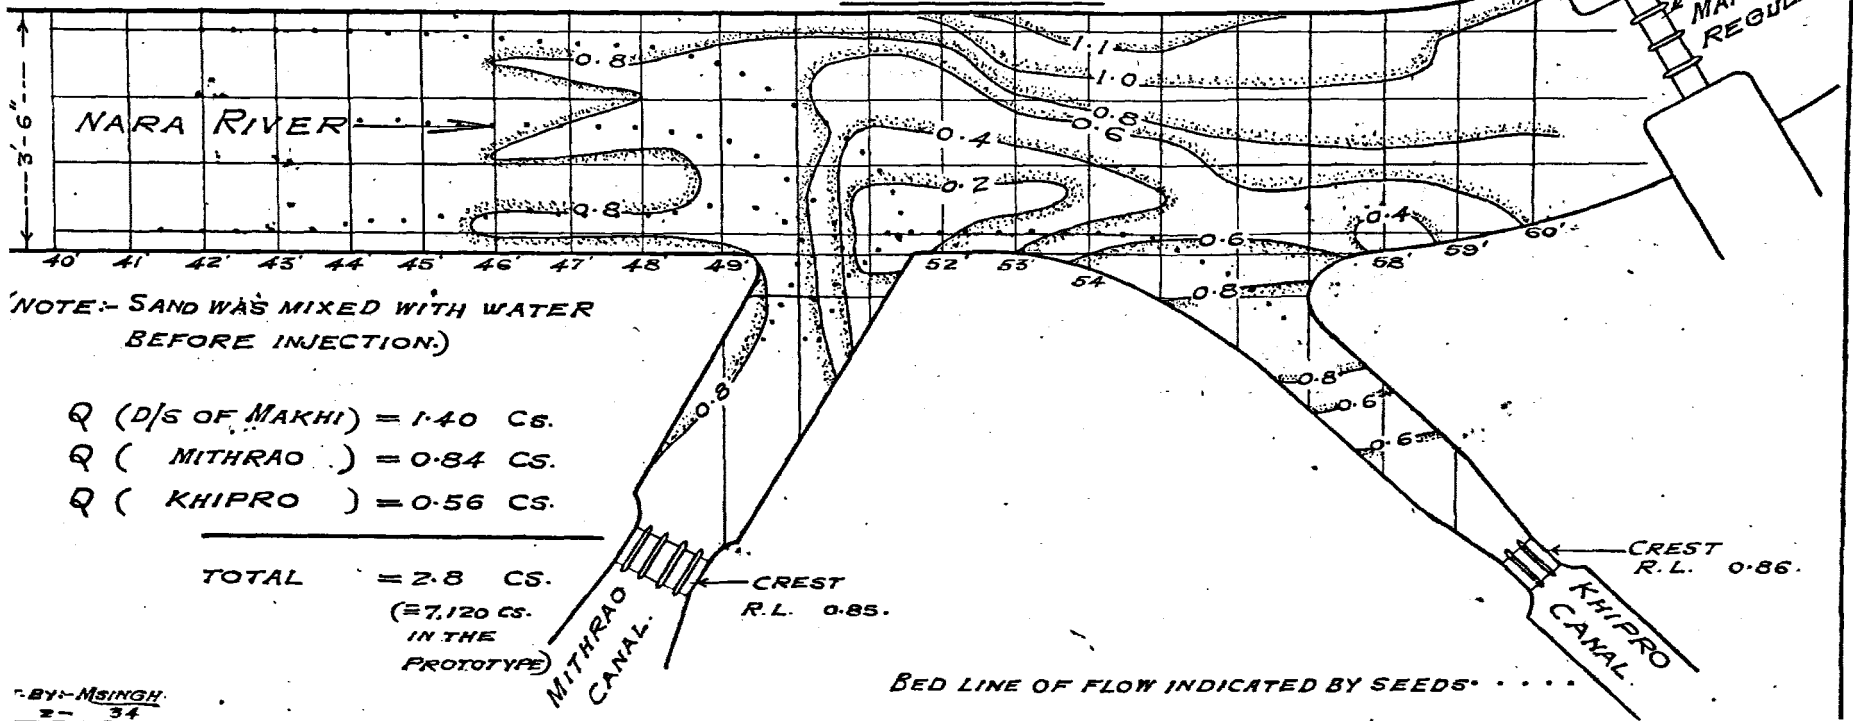 1.1
MA
REGUL
0.8
1.0
3'-6"
NARA RIVER
0.8
0.6
0.4
0.2
0.8
0.4
0.6
60'
59'
58'
40' 41' 42' 43' 44' 45' 46' 47' 48' 49' 52' 53'
54
0.8
NOTE:- SAND WAS MIXED WITH WATER
BEFORE INJECTION.)
0.8
0.8
0.6
0.6
Q (D/S OF MAKHI) = 1.40 CS.
Q ( MITHRAO ) = 0.84 CS.
Q ( KHIPRO ) = 0.56 CS.
TOTAL = 2.8 CS.
(≡7,120 CS.
IN THE
PROTOTYPE)
CREST
R.L. 0.85.
MITHRAO
CANAL.
CREST
R.L. 0.86.
KHIPRO
CANAL.
BED LINE OF FLOW INDICATED BY SEEDS · · · · ·
BY:- MSINGH.
34